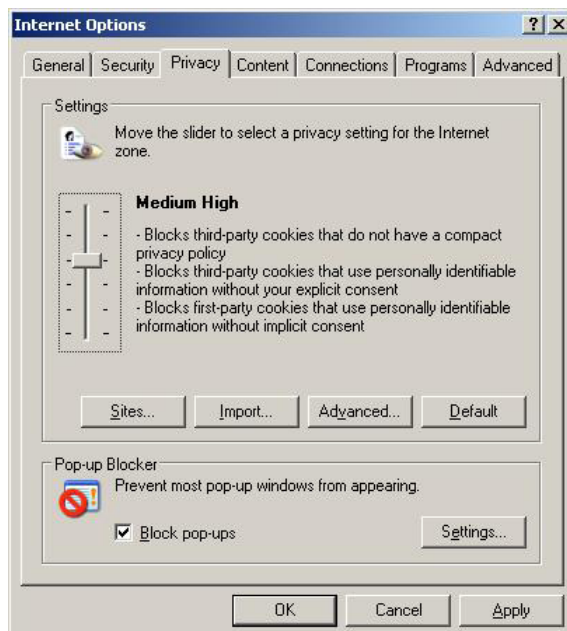 Internet Options
General Security Privacy Content Connections Programs Advanced
Settings
Move the slider to select a privacy setting for the Internet
zone.
Medium High
- Blocks third-party cookies that do not have a compact
privacy policy
- Blocks third-party cookies that use personally identifiable
information without your explicit consent
- Blocks first-party cookies that use personally identifiable
information without implicit consent
Sites... Import... Advanced... Default
Pop-up Blocker
Prevent most pop-up windows from appearing.
Block pop-ups
Settings...
OK Cancel Apply